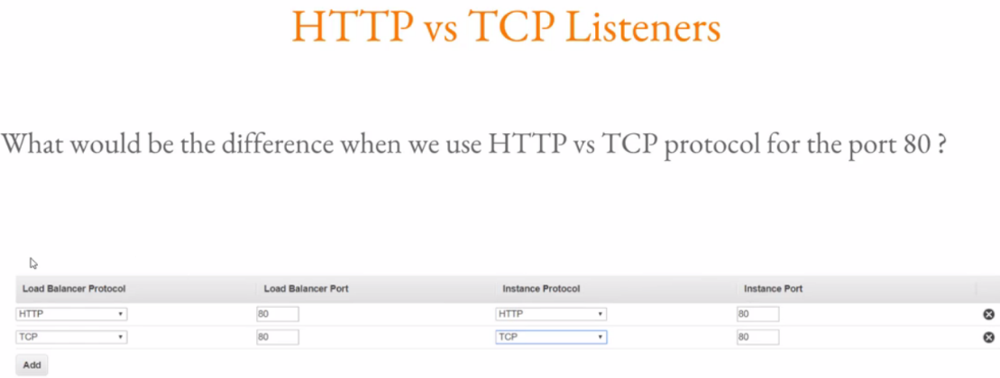 HTTP vs TCP Listeners
What would be the difference when we use HTTP vs TCP protocol for the port 80 ?
Load Balancer Protocol Load Balancer Port Instance Protocol Instance Port
HTTP 80 HTTP 80
TCP 80 TCP 80
Add